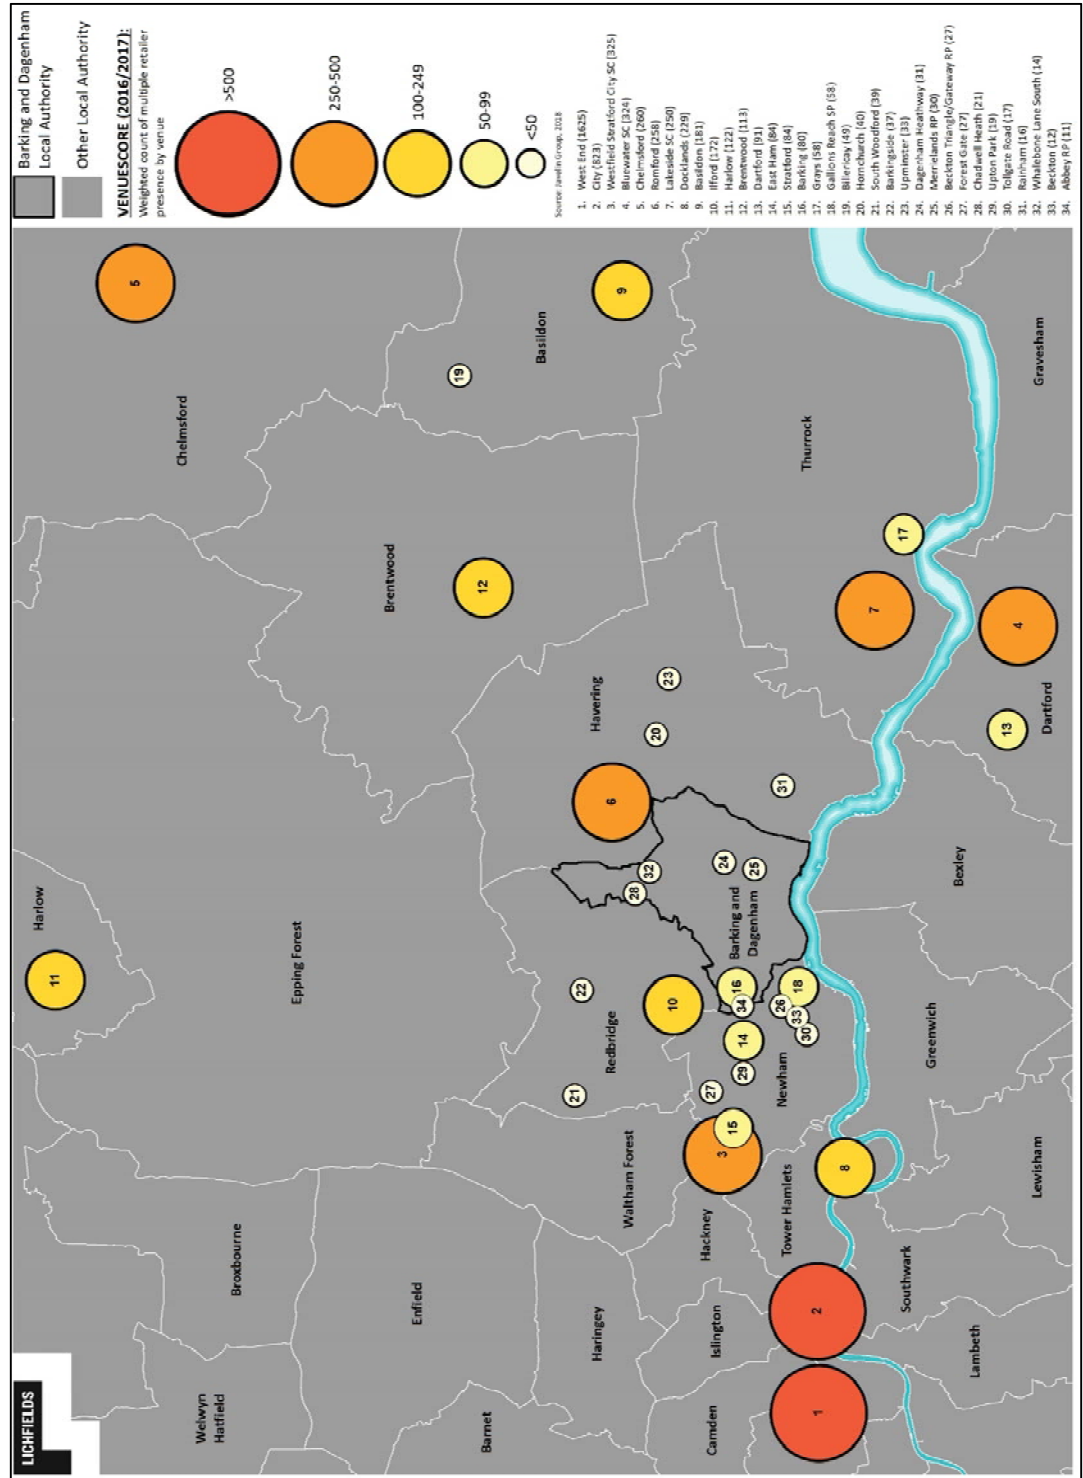 LICHFIELDS
Barking and Dagenham
Local Authority
Other Local Authority
VENUESCORE (2016/2017):
Weighted count of multiple retailer
presence by venue
>500
250-500
100-249
50-99
<50
Source: Javelin Group, 2018
1. West End (1625)
2. City (823)
3. Westfield Stratford City SC (325)
4. Bluewater SC (324)
5. Chelmsford (260)
6. Romford (258)
7. Lakeside SC (250)
8. Docklands (229)
9. Basildon (181)
10. Ilford (172)
11. Harlow (122)
12. Brentwood (113)
13. Dartford (91)
14. East Ham (84)
15. Stratford (84)
16. Barking (80)
17. Grays (58)
18. Gallions Reach SP (58)
19. Billericay (49)
20. Hornchurch (40)
21. South Woodford (39)
22. Barkingside (37)
23. Upminster (33)
24. Dagenham Heathway (31)
25. Merrielands RP (30)
26. Beckton Triangle/Gateway RP (27)
27. Forest Gate (27)
28. Chadwell Heath (21)
29. Upton Park (19)
30. Tollgate Road (17)
31. Rainham (16)
32. Whalebone Lane South (14)
33. Beckton (12)
34. Abbey RP (11)
Welwyn
Hatfield
Broxbourne
Epping Forest
Harlow
11
Chelmsford
5
Barnet
Enfield
Brentwood
12
19
Basildon
9
Haringey
Waltham Forest
21
Redbridge
22
6
Havering
20
23
Camden
Islington
Hackney
3
15
27
10
28
32
29
14
34
16
Barking and
Dagenham
24
25
31
Thurrock
1
2
Tower Hamlets
Newham
30
33
26
18
8
7
17
Lambeth
Southwark
Lewisham
Greenwich
Bexley
13
Dartford
4
Gravesham